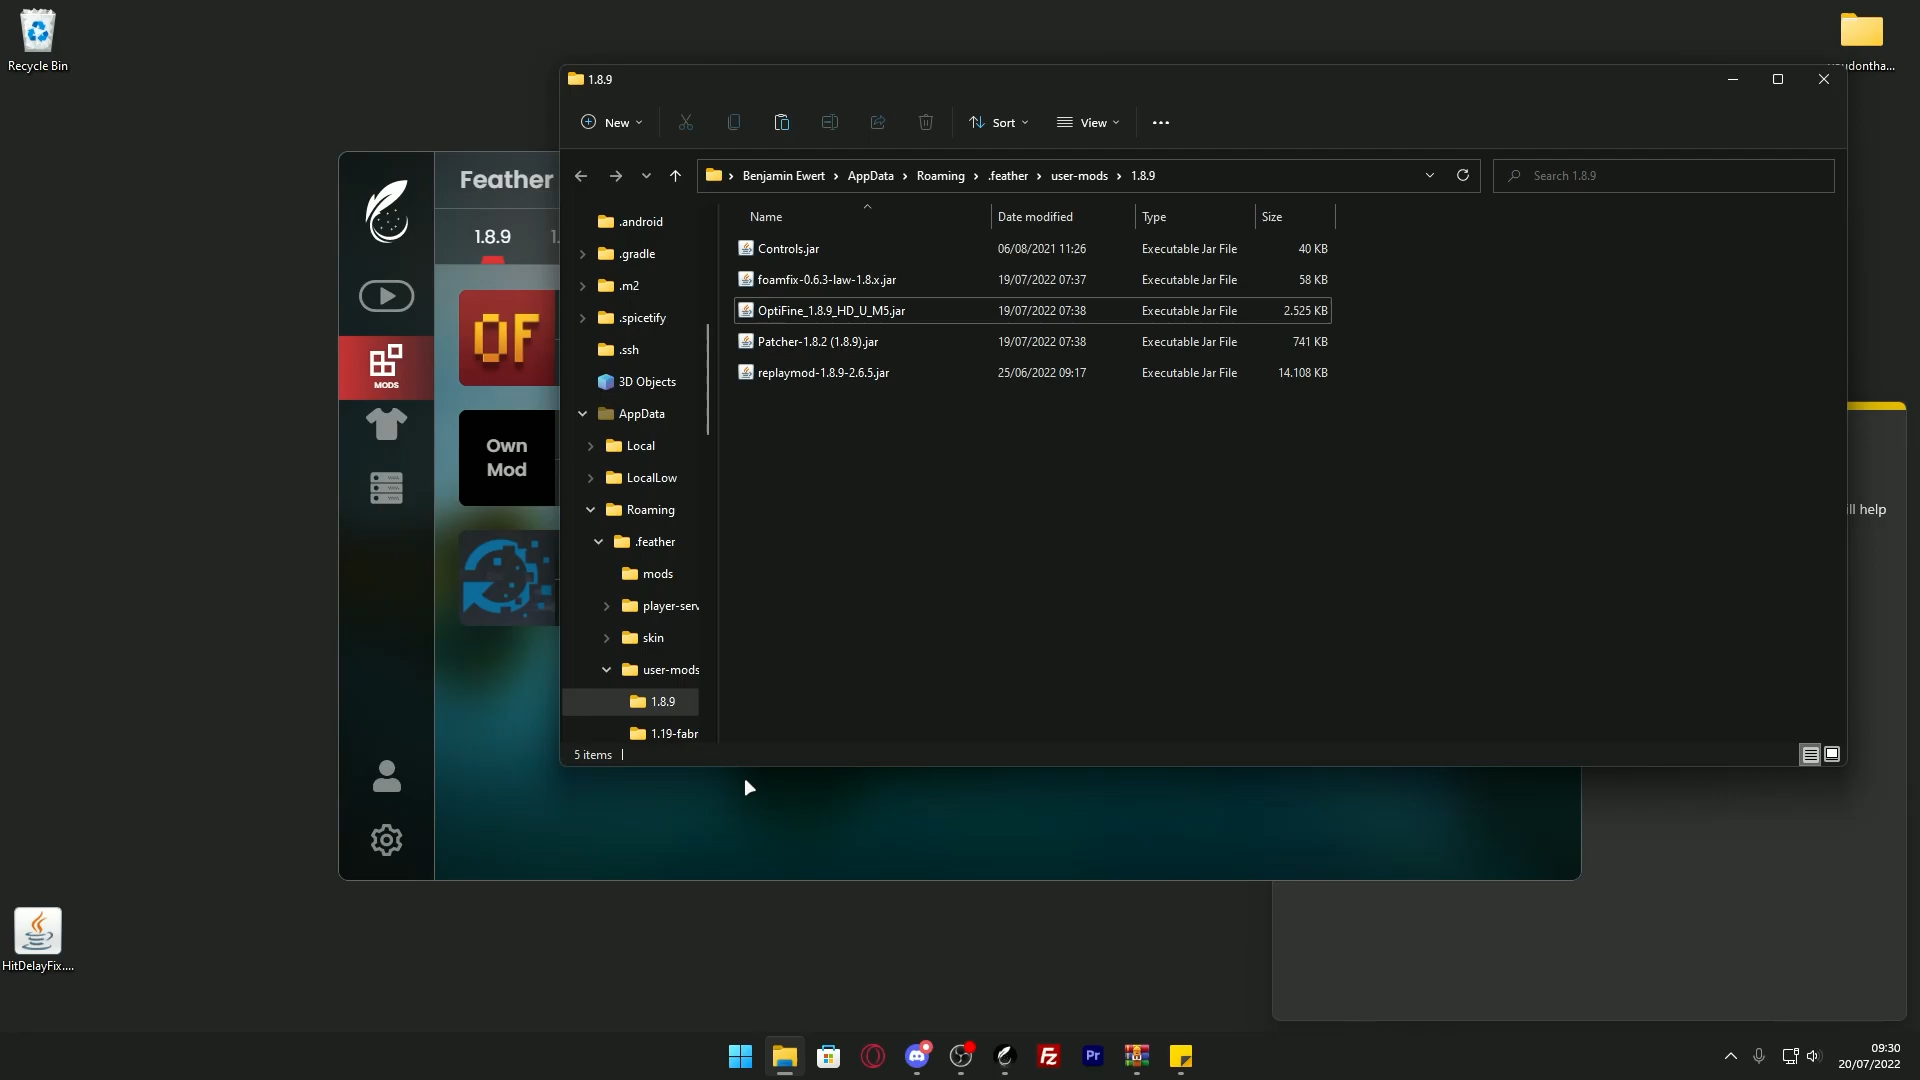 Recycle Bin
1.8.9
New
Sort
View
Benjamin Ewert
AppData
Roaming
.feather
user-mods
1.8.9
Search 1.8.9
Name
Date modified
Type
Size
Controls.jar
06/08/2021 11:26
Executable Jar File
40 KB
foamfix-0.6.3-law-1.8.x.jar
19/07/2022 07:37
Executable Jar File
58 KB
OptiFine_1.8.9_HD_U_M5.jar
19/07/2022 07:38
Executable Jar File
2.525 KB
Patcher-1.8.2 (1.8.9).jar
19/07/2022 07:38
Executable Jar File
741 KB
replaymod-1.8.9-2.6.5.jar
25/06/2022 09:17
Executable Jar File
14.108 KB
.android
.gradle
.m2
.spicetify
.ssh
3D Objects
AppData
Local
LocalLow
Roaming
.feather
mods
player-serv
skin
user-mods
1.8.9
1.19-fabr
5 items
Feather
1.8.9
1.
OF
MODS
Own
Mod
ill help
HitDelayFix....
Fz
Pr
09:30
20/07/2022